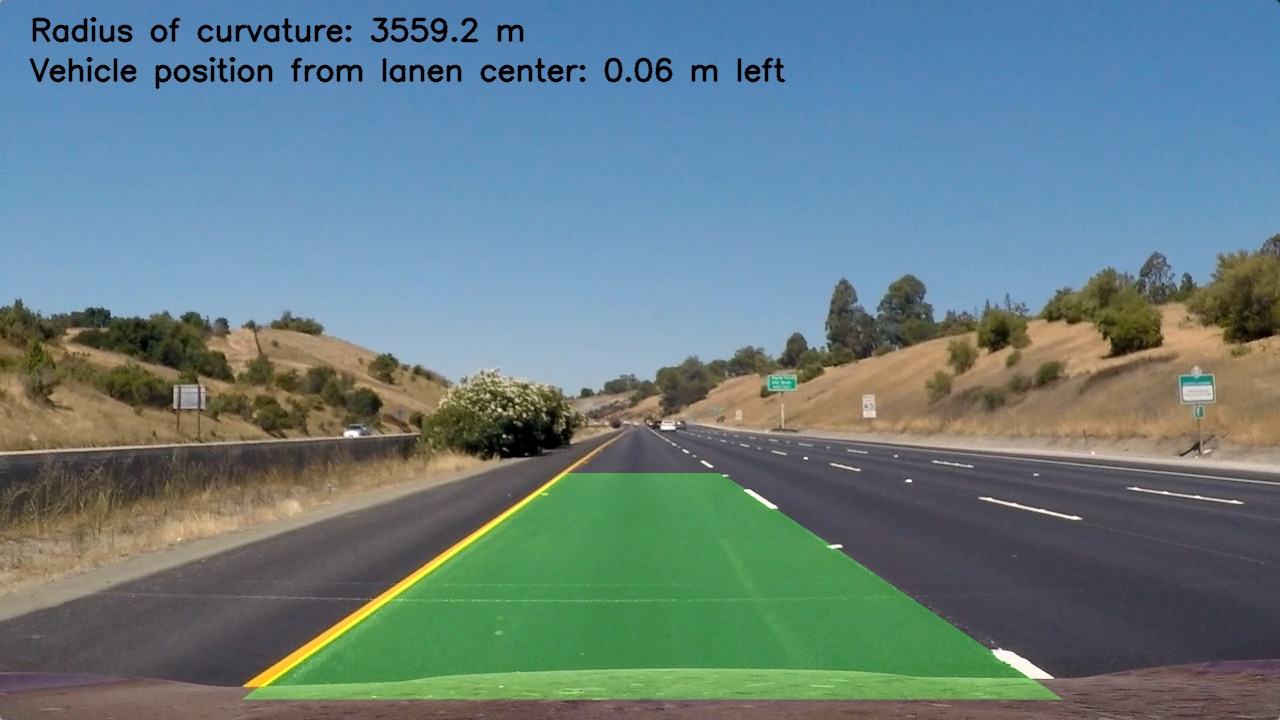 Radius of curvature: 3559.2 m
Vehicle position from lanen center: 0.06 m left